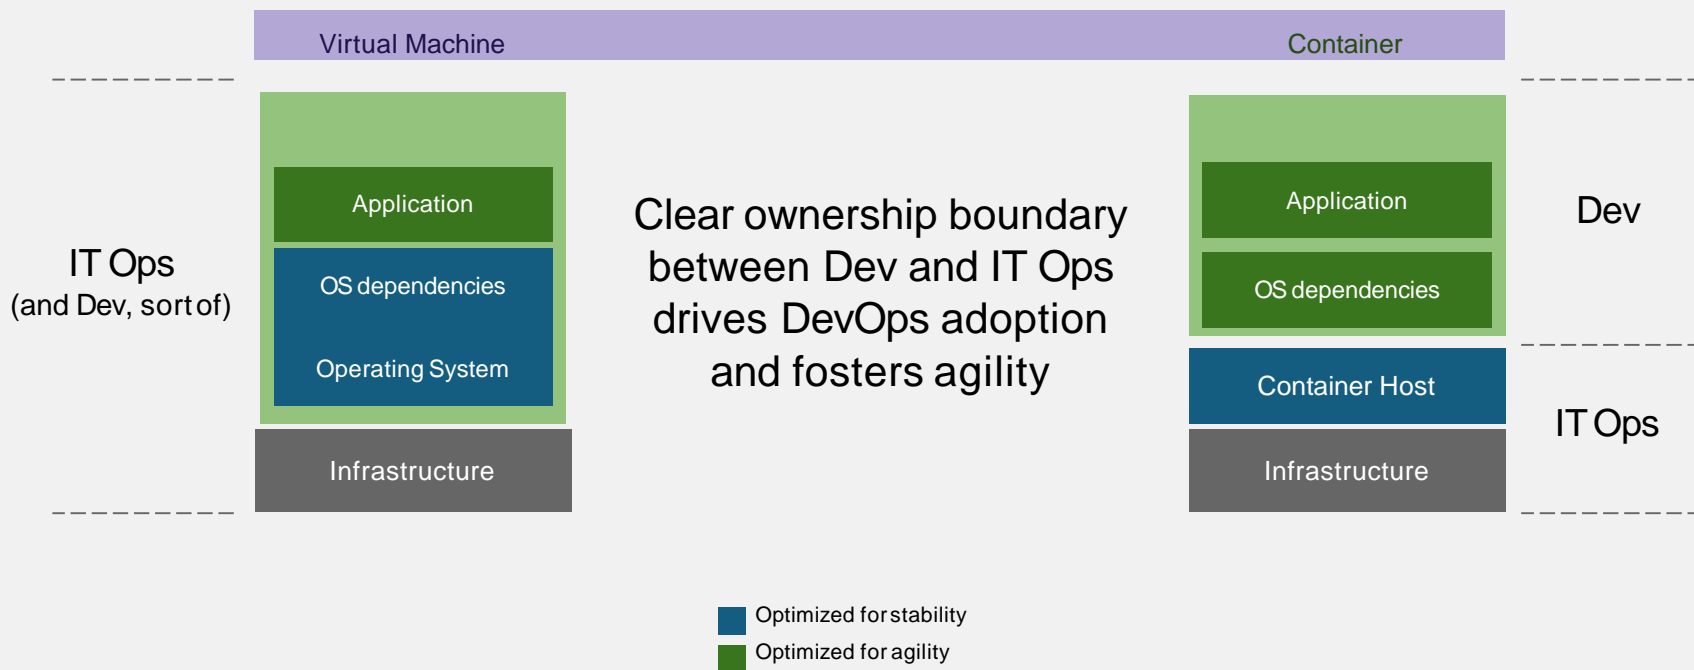 Virtual Machine
Container
IT Ops
(and Dev, sort of)
Application
OS dependencies
Operating System
Infrastructure
Clear ownership boundary
between Dev and IT Ops
drives DevOps adoption
and fosters agility
Application
OS dependencies
Container Host
Infrastructure
Dev
IT Ops
Optimized for stability
Optimized for agility